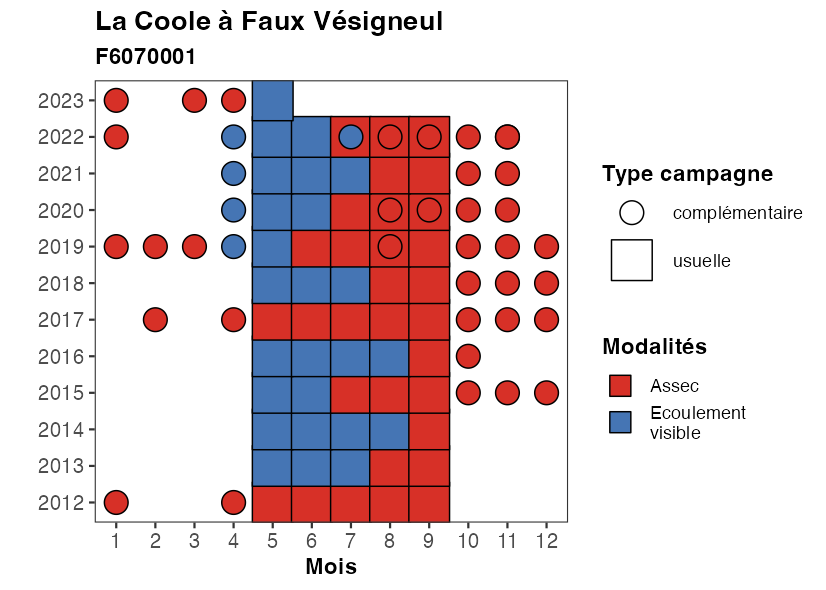 La Coole à Faux Vésigneul
F6070001
2023
2022
2021
2020
2019
2018
2017
2016
2015
2014
2013
2012
1 2 3 4 5 6 7 8 9 10 11 12
Mois
Type campagne
complémentaire
usuelle
Modalités
Assec
Ecoulement
visible